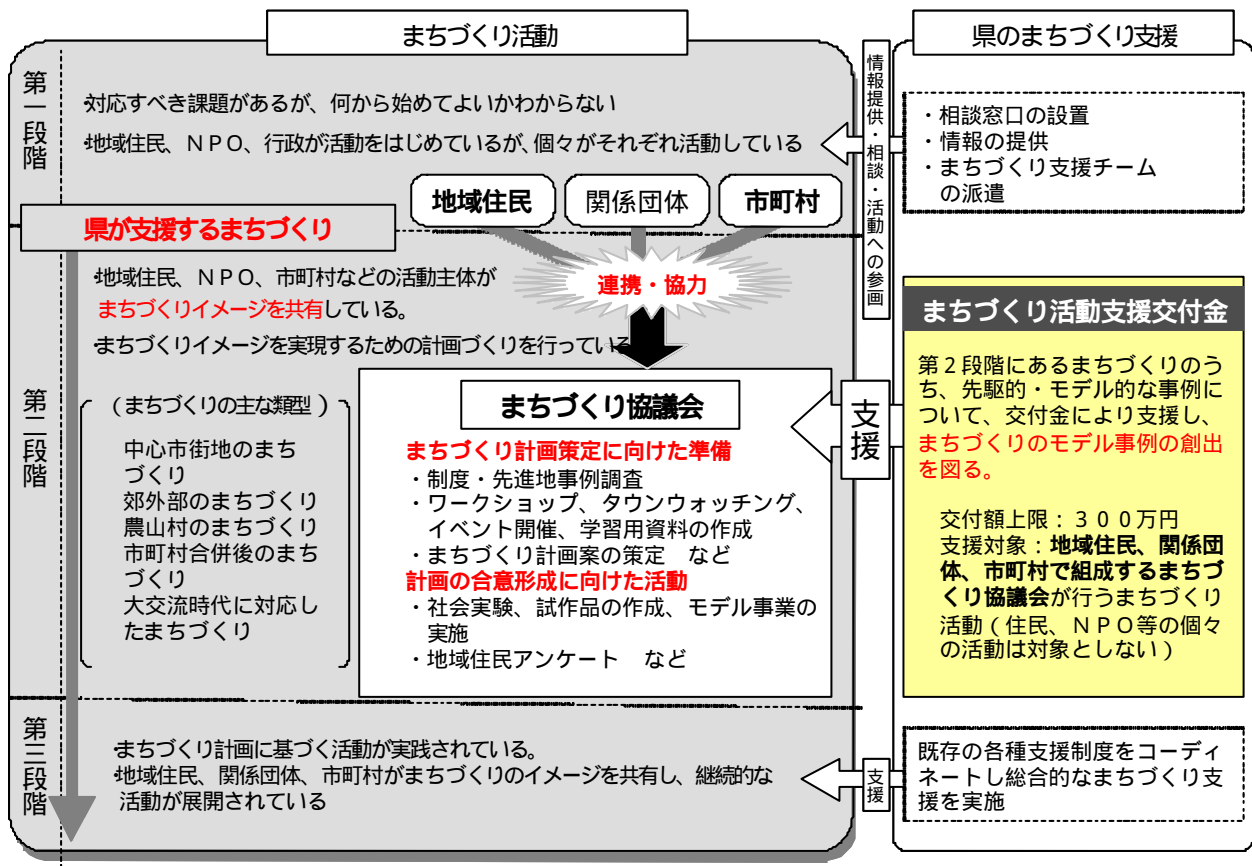 まちづくり活動
第一段階
・対応すべき課題があるが、何から始めてよいかわからない
・地域住民、ＮＰＯ、行政が活動をはじめているが、個々がそれぞれ活動している
地域住民
関係団体
市町村
県が支援するまちづくり
連携・協力
第二段階
・地域住民、ＮＰＯ、市町村などの活動主体が
まちづくりイメージを共有している。
・まちづくりイメージを実現するための計画づくりを行っている
（まちづくりの主な類型）
中心市街地のまち
づくり
郊外部のまちづくり
農山村のまちづくり
市町村合併後のまち
づくり
大交流時代に対応し
たまちづくり
まちづくり協議会
まちづくり計画策定に向けた準備
・制度・先進地事例調査
・ワークショップ、タウンウォッチング、
イベント開催、学習用資料の作成
・まちづくり計画案の策定　など
計画の合意形成に向けた活動
・社会実験、試作品の作成、モデル事業の
実施
・地域住民アンケート　など
第三段階
・まちづくり計画に基づく活動が実践されている。
・地域住民、関係団体、市町村がまちづくりのイメージを共有し、継続的な
活動が展開されている
情報提供・相談・活動への参画
支援
支援
県のまちづくり支援
・相談窓口の設置
・情報の提供
・まちづくり支援チーム
の派遣
まちづくり活動支援交付金
第２段階にあるまちづくりのう
ち、先駆的・モデル的な事例に
ついて、交付金により支援し、
まちづくりのモデル事例の創出
を図る。
交付額上限：３００万円
支援対象：地域住民、関係団
体、市町村で組成するまちづ
くり協議会が行うまちづくり
活動（住民、ＮＰＯ等の個々
の活動は対象としない）
既存の各種支援制度をコーディ
ネートし総合的なまちづくり支
援を実施